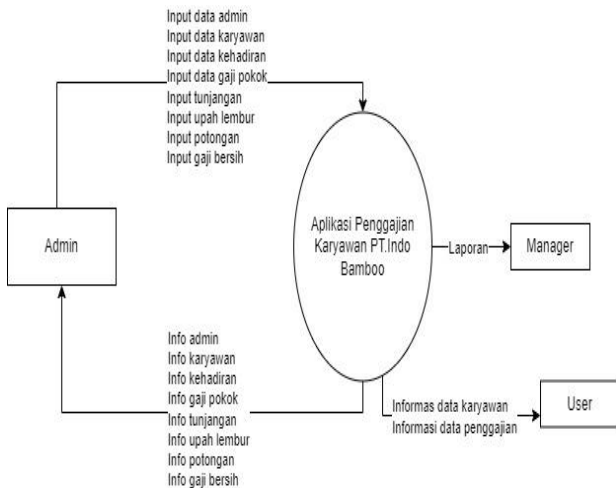 Input data admin
Input data karyawan
Input data kehadiran
Input data gaji pokok
Input tunjangan
Input upah lembur
Input potongan
Input gaji bersih
Admin
Aplikasi Penggajian
Karyawan PT.Indo
Bamboo
Laporan
Manager
Info admin
Info karyawan
Info kehadiran
Info gaji pokok
Info tunjangan
Info upah lembur
Info potongan
Info gaji bersih
Informas data karyawan
Informasi data penggajian
User